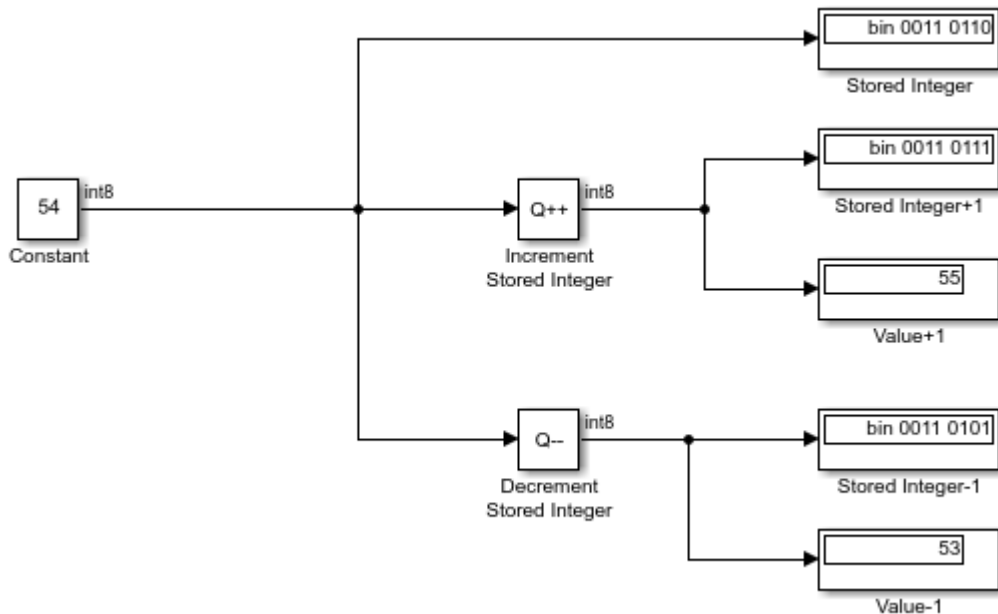 bin 0011 0110
Stored Integer
bin 0011 0111
Stored Integer+1
54
int8
Constant
Q++
int8
Increment
Stored Integer
55
Value+1
Q--
int8
Decrement
Stored Integer
bin 0011 0101
Stored Integer-1
53
Value-1